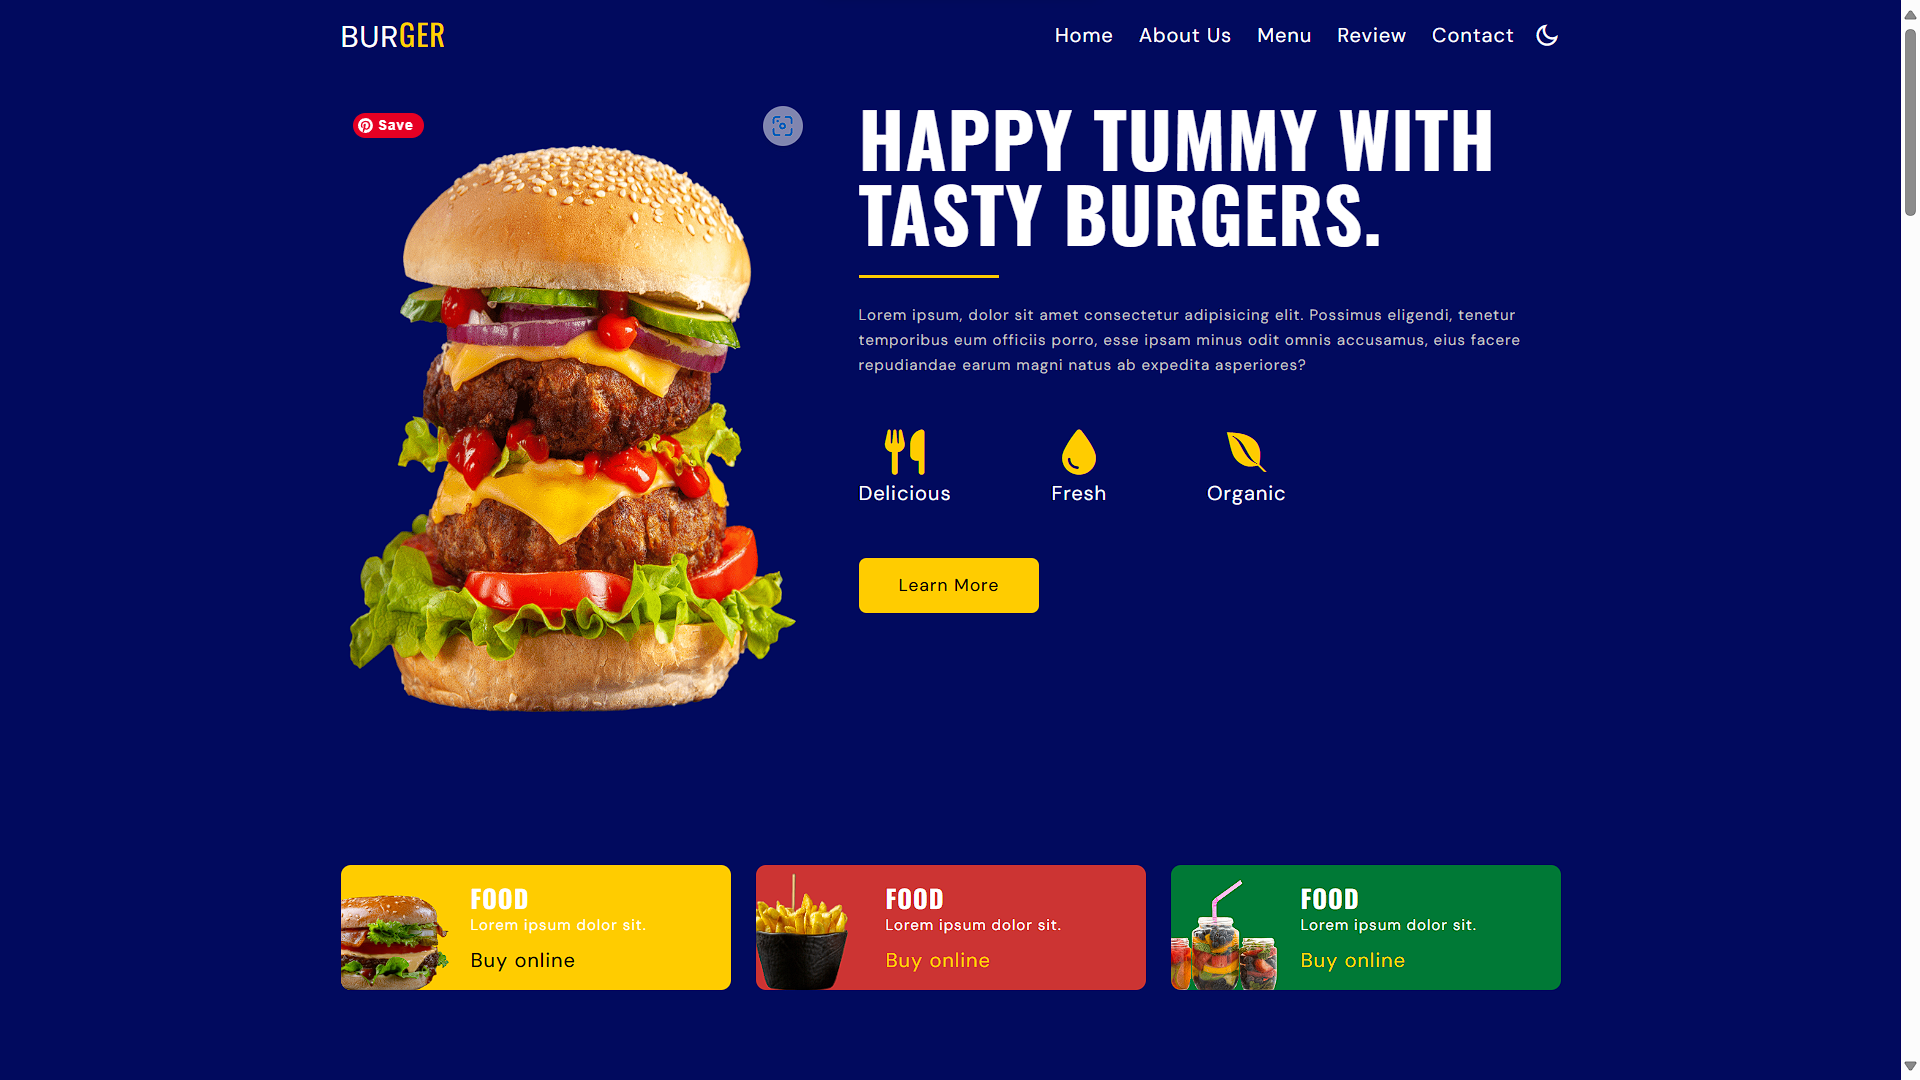 BURGER
Home About Us Menu Review Contact
Save
HAPPY TUMMY WITH
TASTY BURGERS.
Lorem ipsum, dolor sit amet consectetur adipisicing elit. Possimus eligendi, tenetur
temporibus eum officiis porro, esse ipsam minus odit omnis accusamus, eius facere
repudiandae earum magni natus ab expedita asperiores?
Delicious Fresh Organic
Learn More
FOOD
Lorem ipsum dolor sit.
Buy online
FOOD
Lorem ipsum dolor sit.
Buy online
FOOD
Lorem ipsum dolor sit.
Buy online